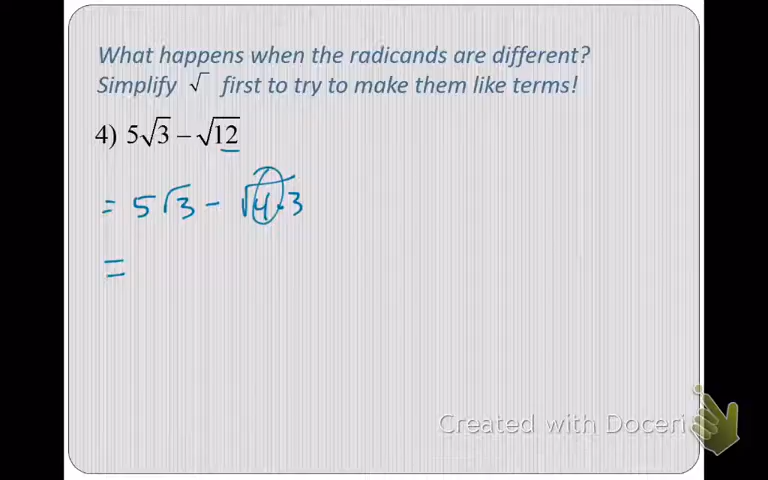 What happens when the radicands are different?
Simplify √ first to try to make them like terms!
4) 5√3 − √12
= 5√3 − √4·3
=
Created with Doceri